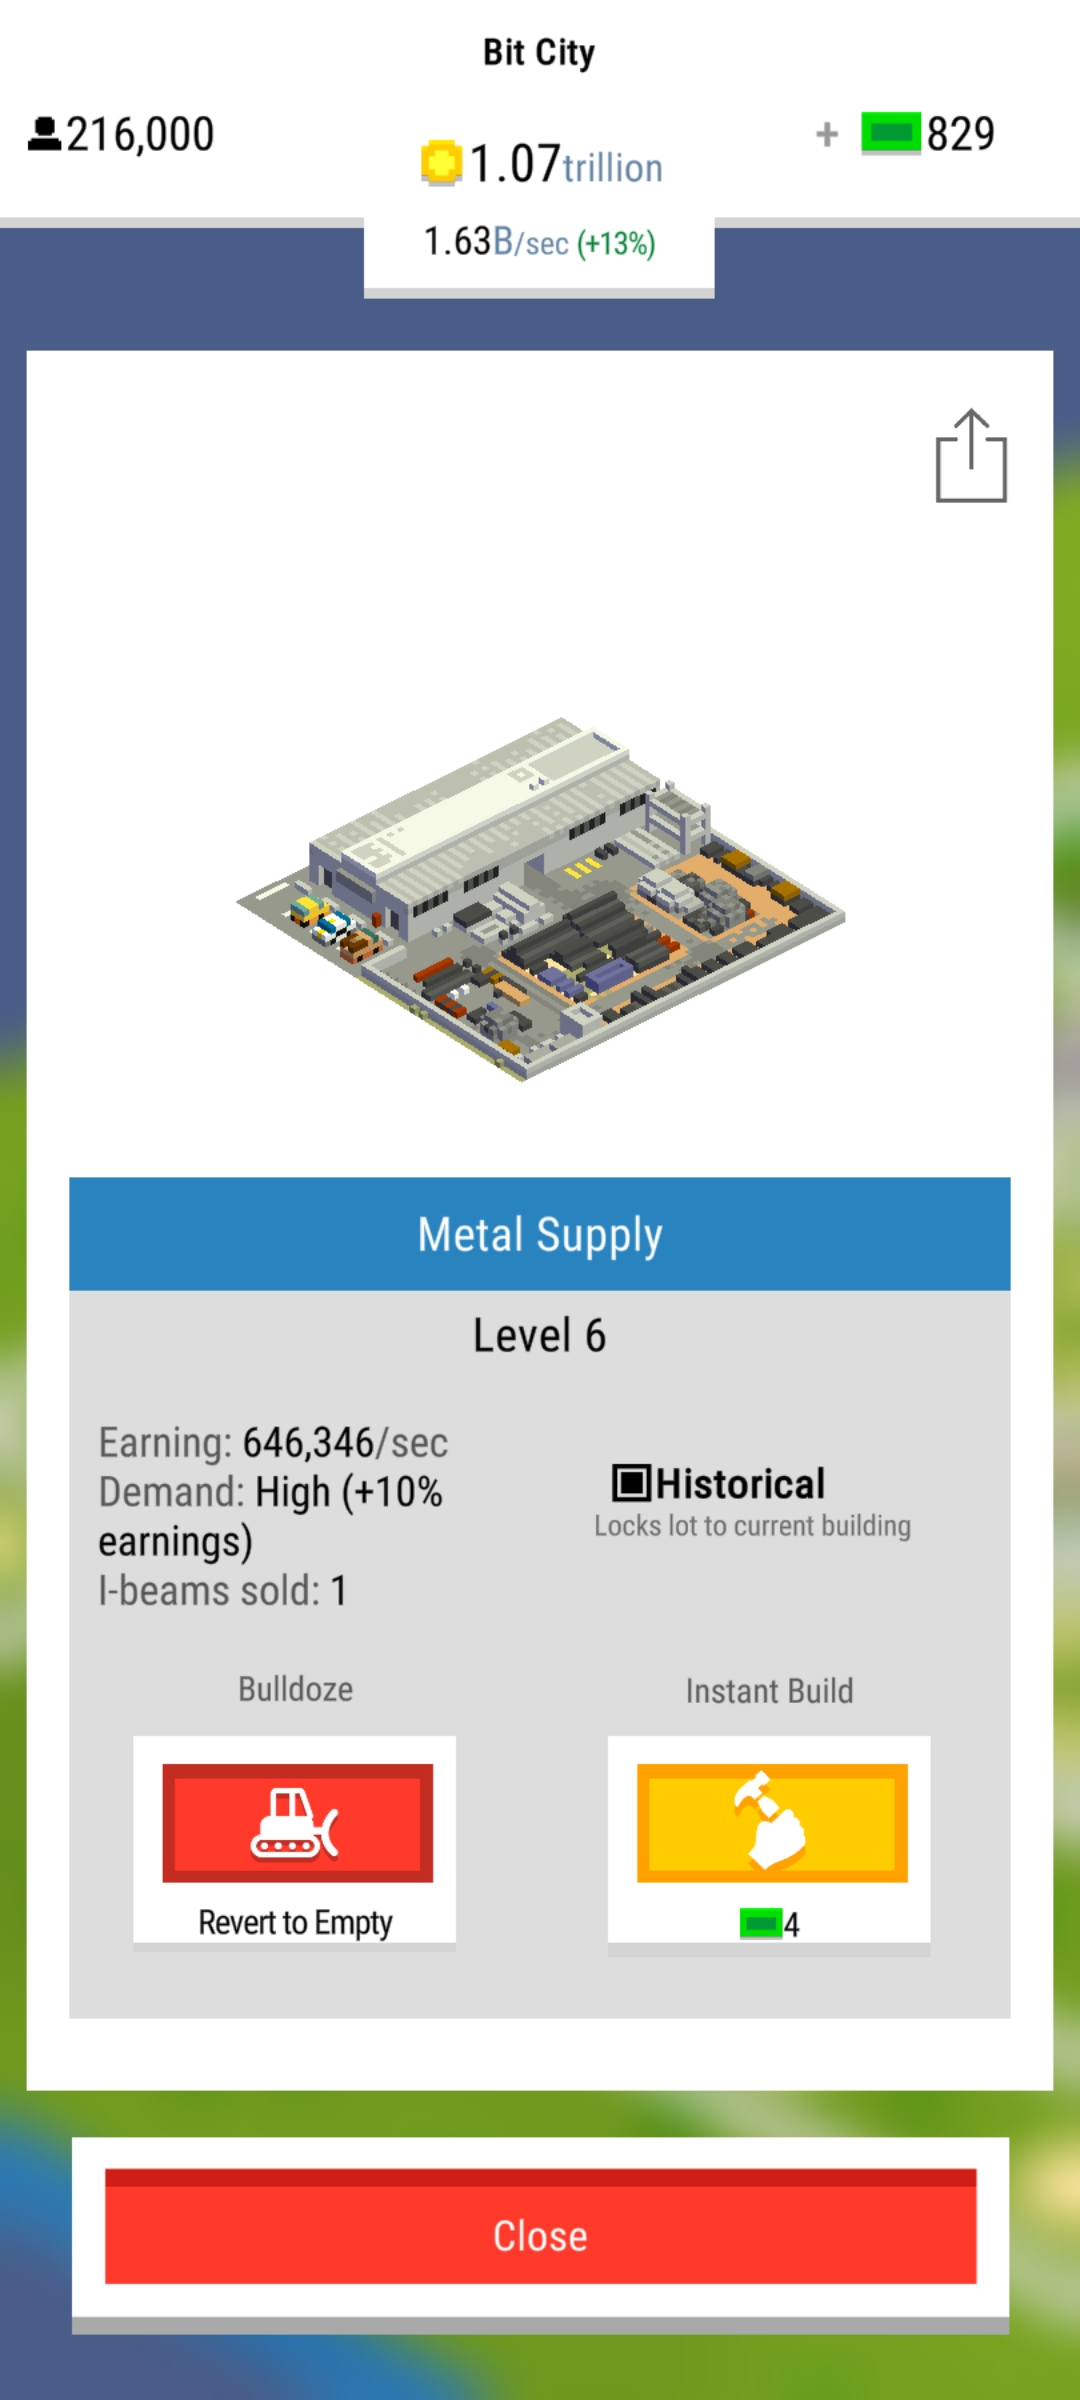 Bit City
216,000
1.07trillion
+ 829
1.63B/sec (+13%)
Metal Supply
Level 6
Earning: 646,346/sec
Demand: High (+10%
earnings)
I-beams sold: 1
Historical
Locks lot to current building
Bulldoze
Instant Build
Revert to Empty
4
Close